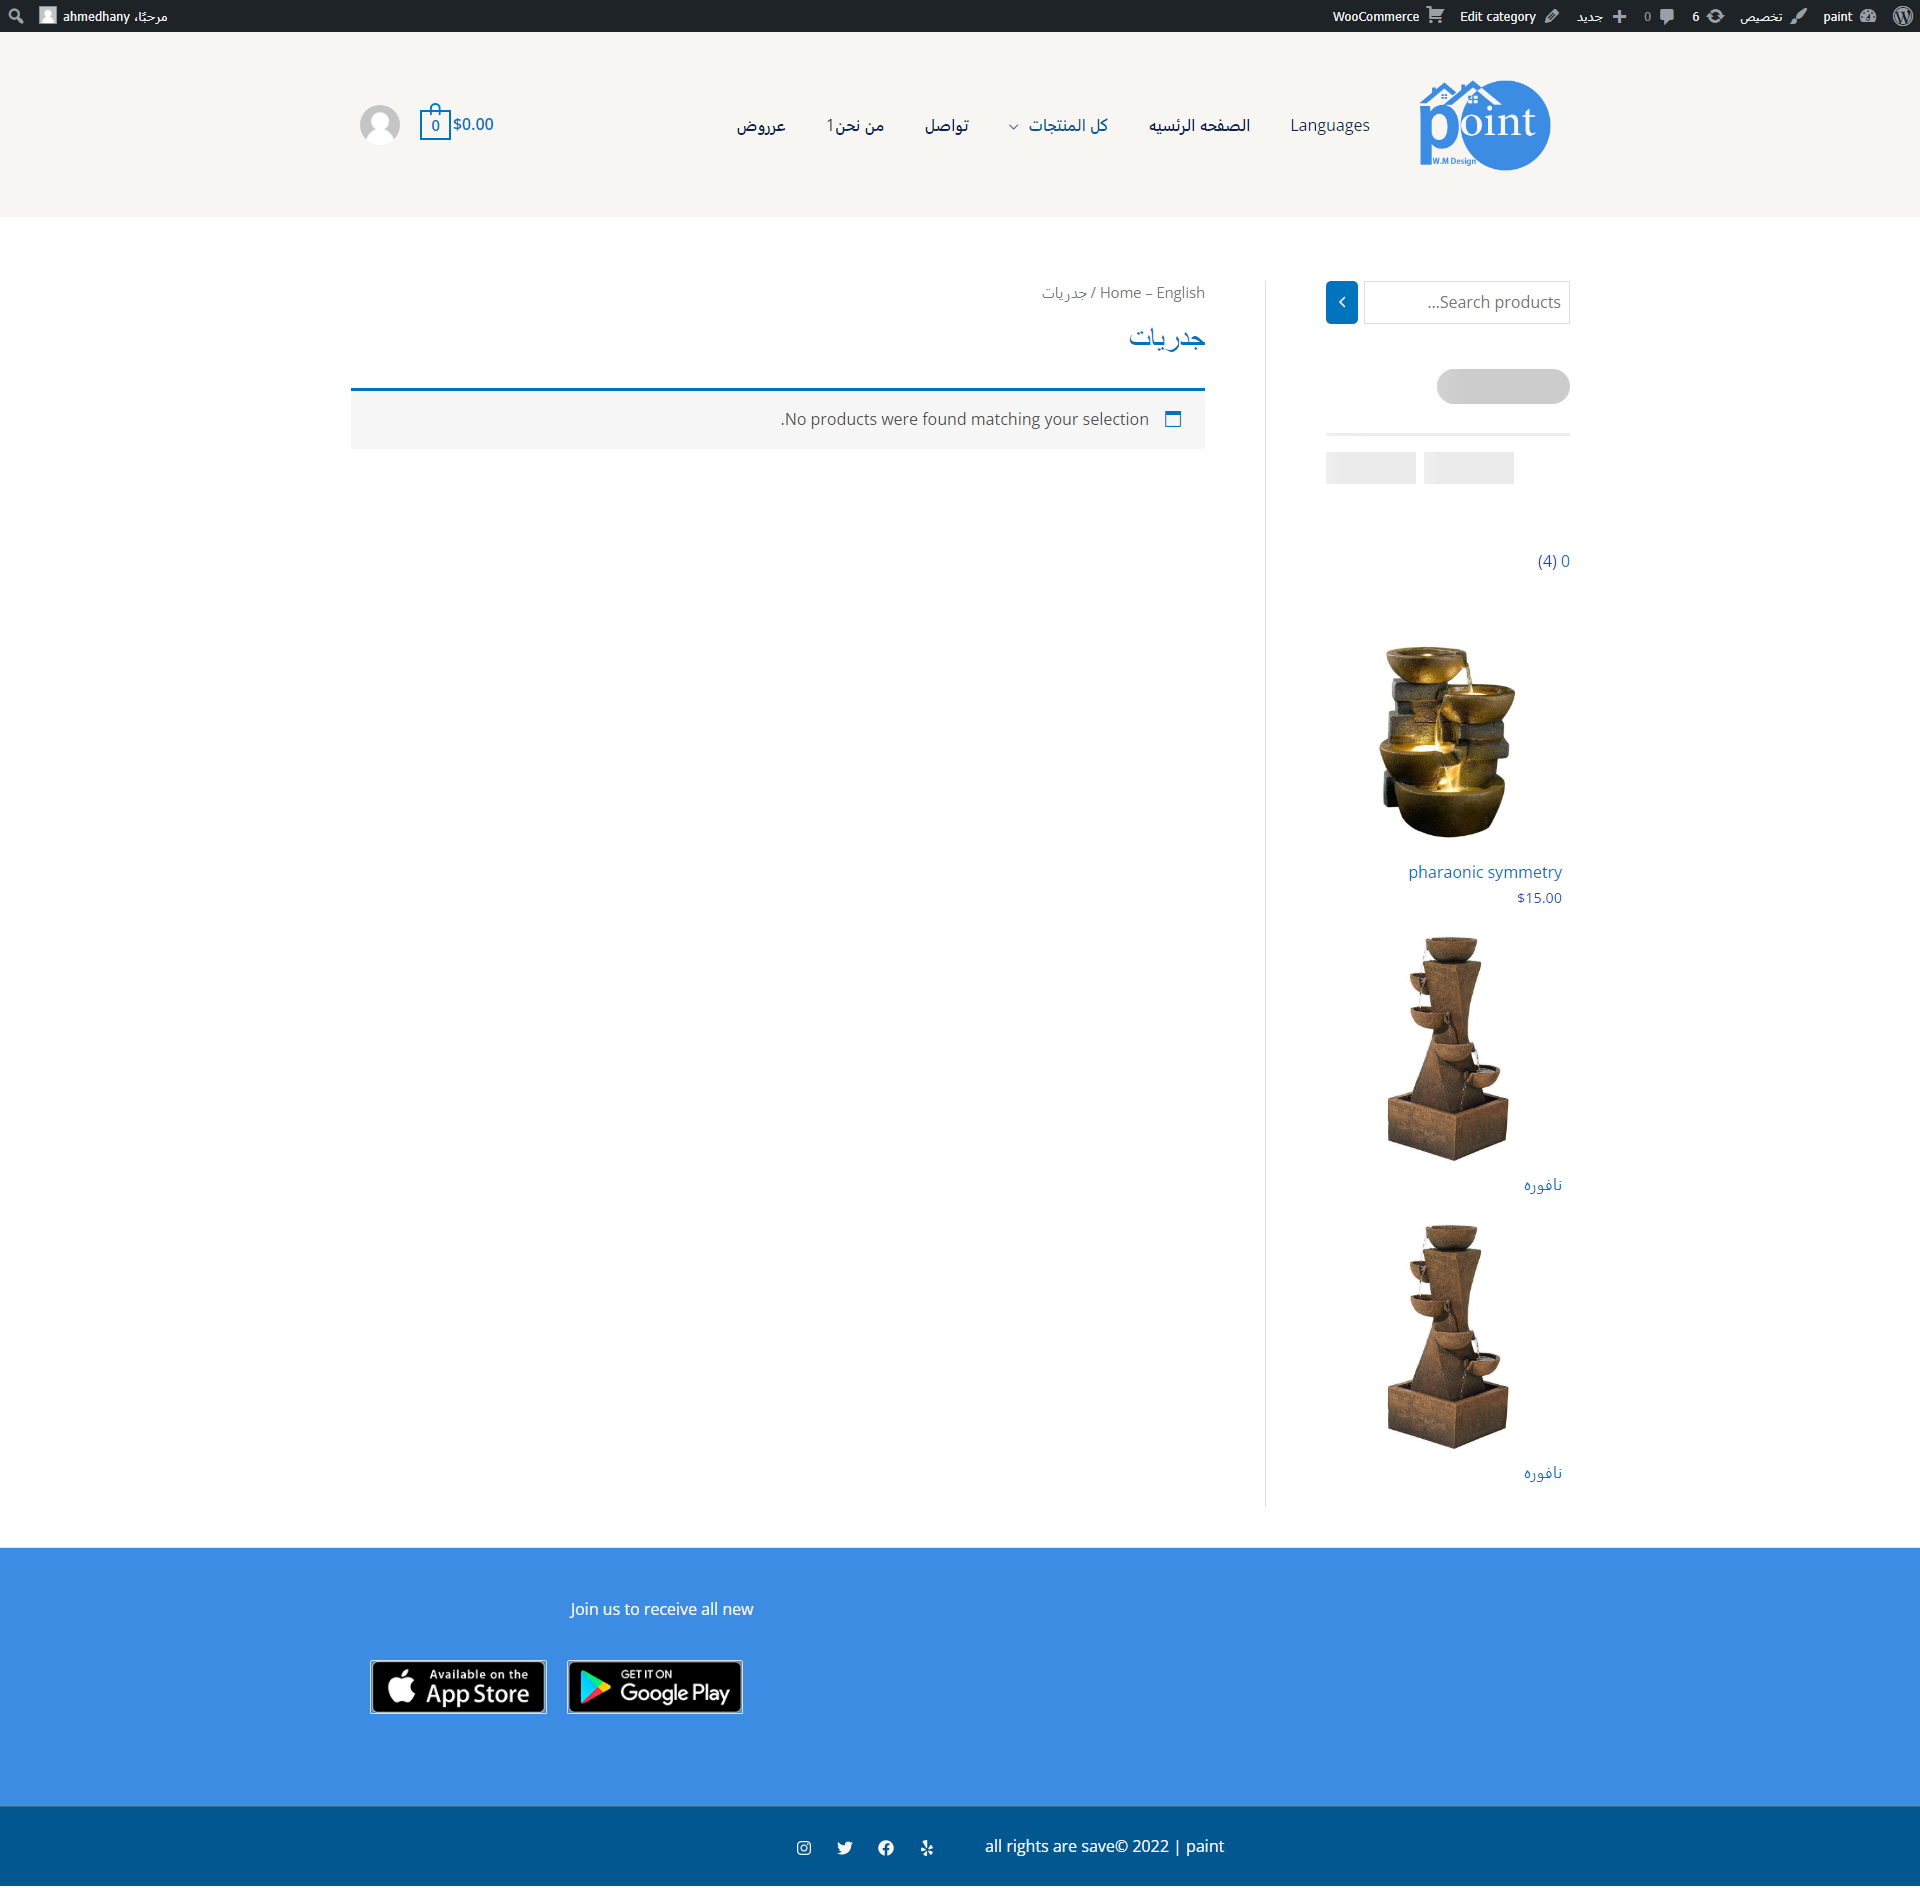 paint
تخصيص
6
0
جديد
Edit category
WooCommerce
مرحبًا، ahmedhany
point
W.M Design
Languages
الصفحه الرئسيه
كل المنتجات
تواصل
من نحن1
عرروض
0
$0.00
Search products...
Home – English / جدريات
جدريات
No products were found matching your selection.
0 (4)
pharaonic symmetry
$15.00
نافوره
نافوره
Join us to receive all new
Available on the
App Store
GET IT ON
Google Play
all rights are save© 2022 | paint